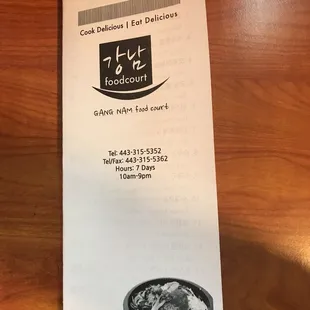 Cook Delicious | Eat Delicious
강남
foodcourt
GANG NAM food court
Tel: 443-315-5352
Tel/Fax: 443-315-5362
Hours: 7 Days
10am-9pm